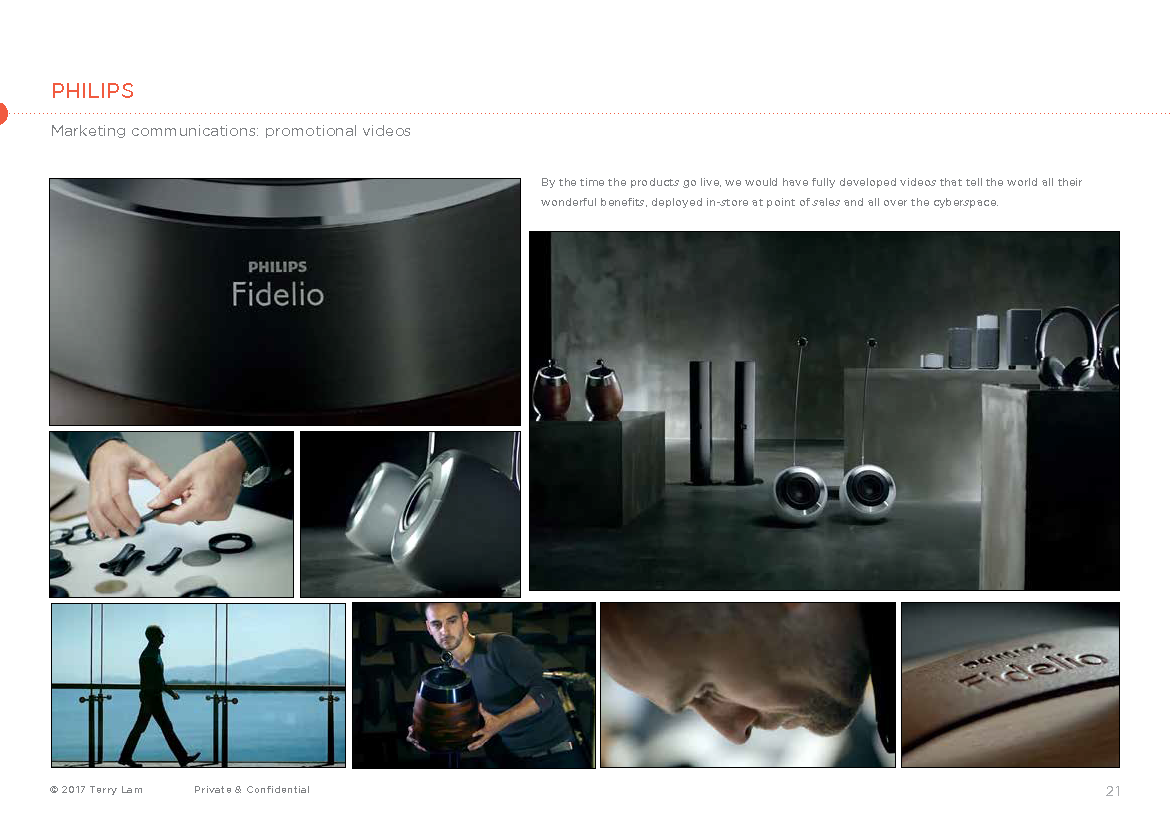 PHILIPS
Marketing communications: promotional videos
By the time the products go live, we would have fully developed videos that tell the world all their
wonderful benefits, deployed in-store at point of sales and all over the cyberspace.
PHILIPS
Fidelio
PHILIPS
Fidelio
© 2017 Terry Lam Private & Confidential 21